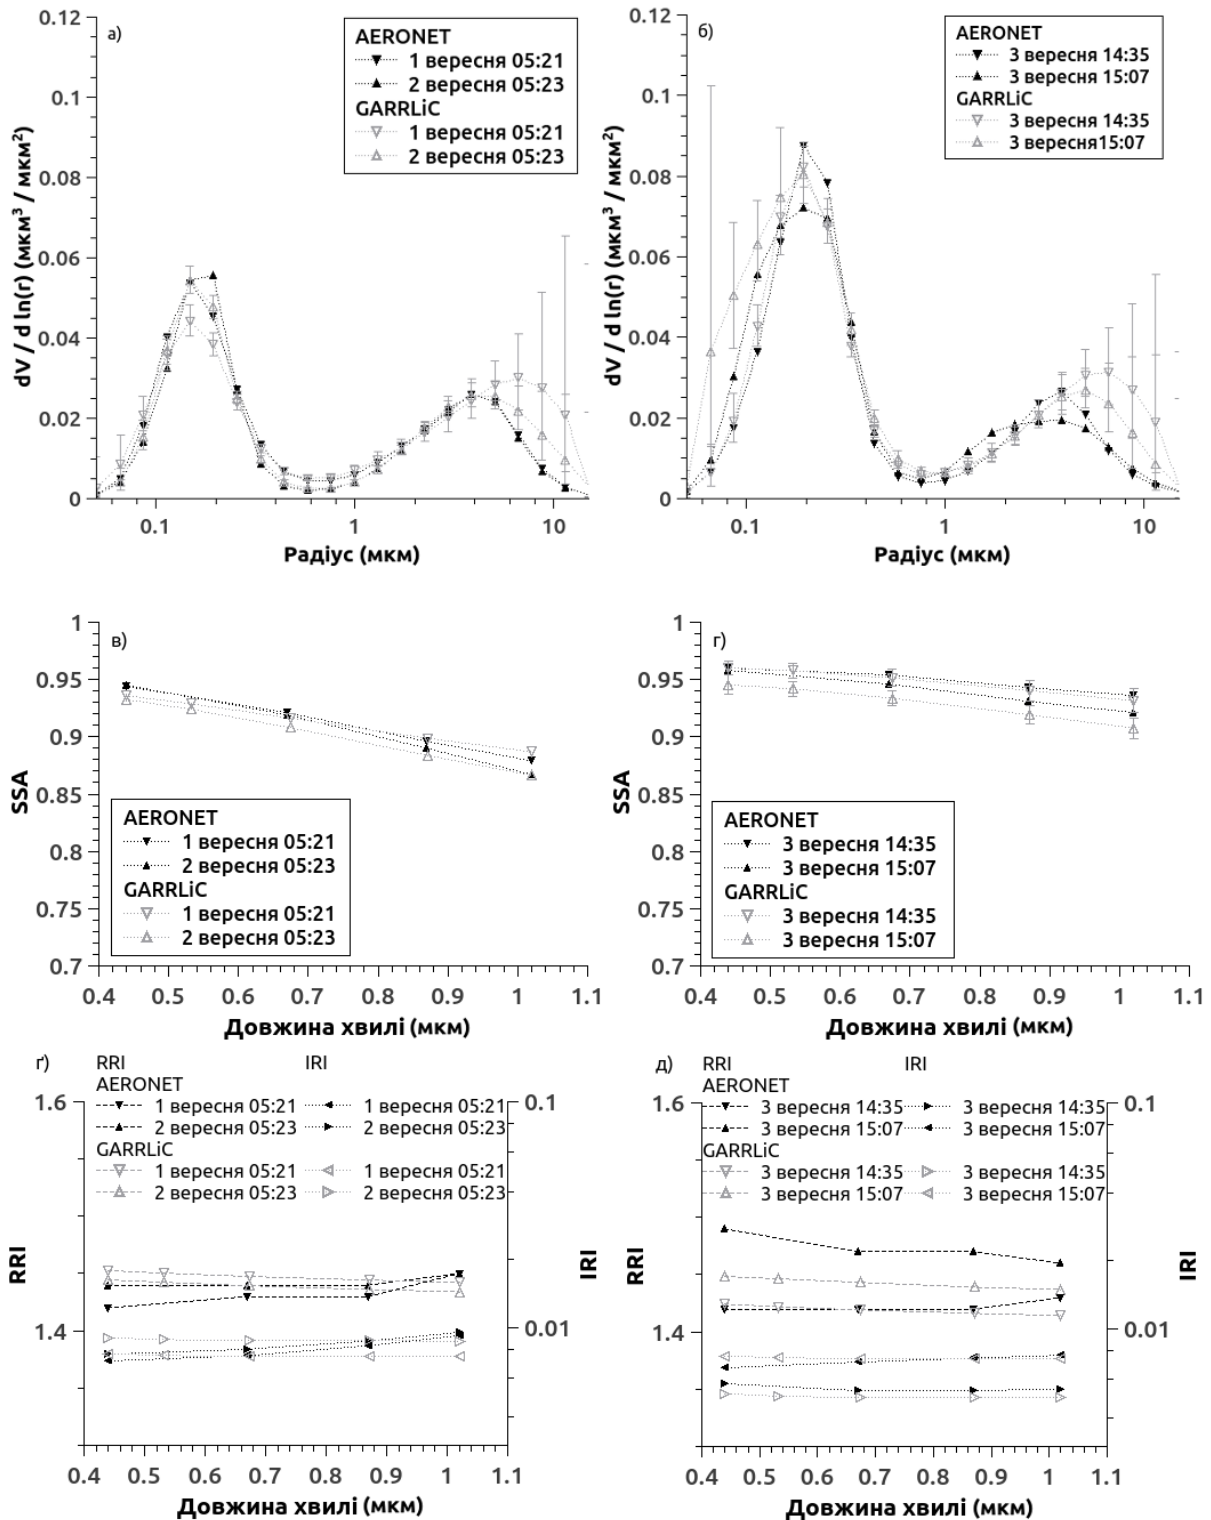 а)
AERONET
1 вересня 05:21
2 вересня 05:23
GARRLiC
1 вересня 05:21
2 вересня 05:23
0.12
0.1
0.08
0.06
0.04
0.02
0
dV / d ln(r) (мкм³ / мкм²)
0.1 1 10
Радіус (мкм)
б)
AERONET
3 вересня 14:35
3 вересня 15:07
GARRLiC
3 вересня 14:35
3 вересня15:07
0.12
0.1
0.08
0.06
0.04
0.02
0
dV / d ln(r) (мкм³ / мкм²)
0.1 1 10
Радіус (мкм)
в)
1
0.95
0.9
0.85
0.8
0.75
0.7
SSA
AERONET
1 вересня 05:21
2 вересня 05:23
GARRLiC
1 вересня 05:21
2 вересня 05:23
0.4 0.5 0.6 0.7 0.8 0.9 1 1.1
Довжина хвилі (мкм)
г)
1
0.95
0.9
0.85
0.8
0.75
0.7
SSA
AERONET
3 вересня 14:35
3 вересня 15:07
GARRLiC
3 вересня 14:35
3 вересня 15:07
0.4 0.5 0.6 0.7 0.8 0.9 1 1.1
Довжина хвилі (мкм)
ґ)
RRI IRI
AERONET
1 вересня 05:21 1 вересня 05:21
2 вересня 05:23 2 вересня 05:23
GARRLiC
1 вересня 05:21 1 вересня 05:21
2 вересня 05:23 2 вересня 05:23
1.6
1.4
RRI
0.1
0.01
IRI
0.4 0.5 0.6 0.7 0.8 0.9 1 1.1
Довжина хвилі (мкм)
д)
RRI IRI
AERONET
3 вересня 14:35 3 вересня 14:35
3 вересня 15:07 3 вересня 15:07
GARRLiC
3 вересня 14:35 3 вересня 14:35
3 вересня 15:07 3 вересня 15:07
1.6
1.4
RRI
0.1
0.01
IRI
0.4 0.5 0.6 0.7 0.8 0.9 1 1.1
Довжина хвилі (мкм)